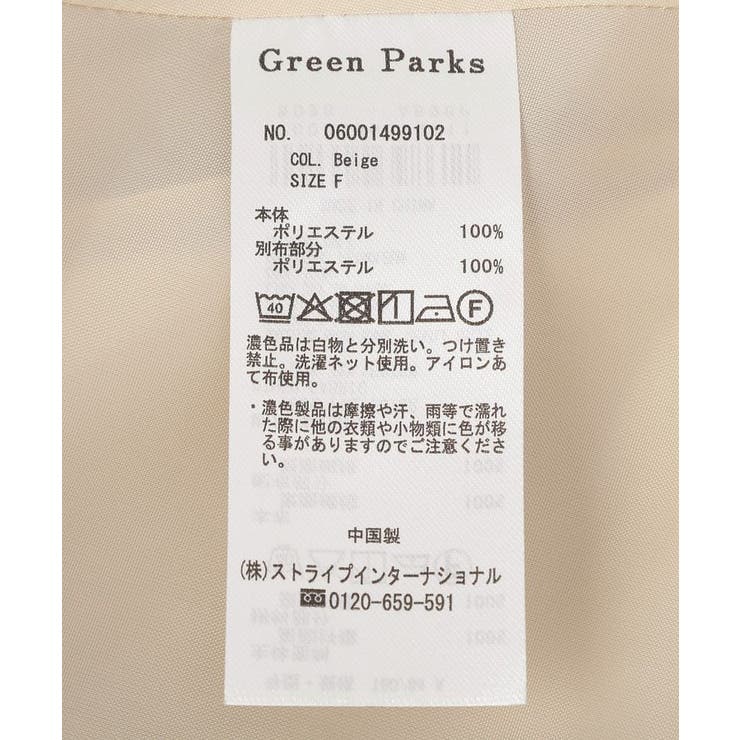 Green Parks
NO. 06001499102
COL. Beige
SIZE F
本体
ポリエステル 100%
別布部分
ポリエステル 100%
40 F
濃色品は白物と分別洗い。つけ置き
禁止。洗濯ネット使用。アイロンあ
て布使用。
・濃色製品は摩擦や汗、雨等で濡れ
た際に他の衣類や小物類に色が移
る事がありますのでご注意くださ
い。
中国製
(株)ストライプインターナショナル
0120-659-591